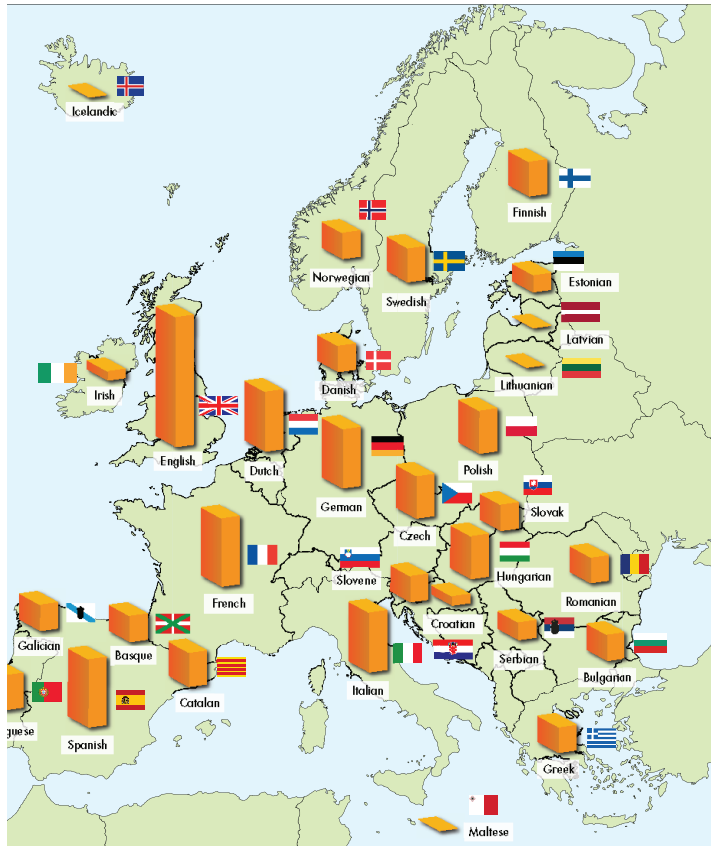 Icelandic
Finnish
Norwegian
Swedish
Estonian
Latvian
Danish
Lithuanian
Irish
English
Dutch
Polish
German
Slovak
Czech
Slovene
Hungarian
French
Romanian
Croatian
Galician
Basque
Serbian
Bulgarian
Italian
Catalan
guese
Spanish
Greek
Maltese